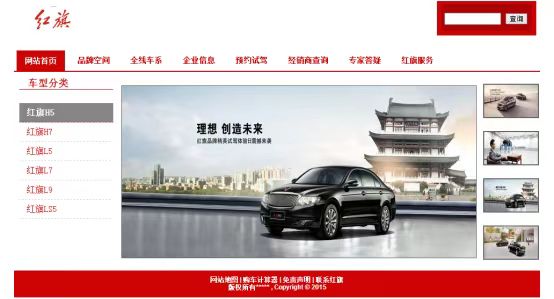 红旗
查询
网站首页 品牌空间 全线车系 企业信息 预约试驾 经销商查询 专家答疑 红旗服务
车型分类
红旗H5
红旗H7
红旗L5
红旗L7
红旗L9
红旗LS5
理想 创造未来
红旗品牌精英试驾体验日震撼来袭
网站地图 | 购车计算器 | 免责声明 | 联系红旗
版权所有***** , Copyright © 2015